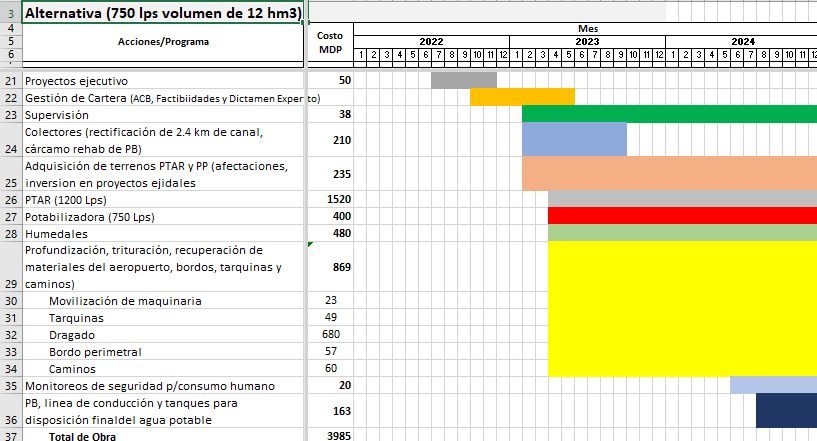 3 Alternativa (750 lps volumen de 12 hm3)
4 Acciones/Programa Costo MDP Mes
5 2022 2023 2024
6 1 2 3 4 5 6 7 8 9 10 11 12 1 2 3 4 5 6 7 8 9 10 11 12 1 2 3 4 5 6 7 8 9 10 11 12
21 Proyectos ejecutivo 50
22 Gestión de Cartera (ACB, Factibiidades y Dictamen Experto)
23 Supervisión 38
Colectores (rectificación de 2.4 km de canal,
24 cárcamo rehab de PB) 210
Adquisición de terrenos PTAR y PP (afectaciones,
25 inversion en proyectos ejidales 235
26 PTAR (1200 Lps) 1520
27 Potabilizadora (750 Lps) 400
28 Humedales 480
Profundización, trituración, recuperación de
materiales del aeropuerto, bordos, tarquinas y 869
29 caminos)
30 Movilización de maquinaria 23
31 Tarquinas 49
32 Dragado 680
33 Bordo perimetral 57
34 Caminos 60
35 Monitoreos de seguridad p/consumo humano 20
PB, linea de conducción y tanques para
36 disposición finaldel agua potable 163
37 Total de Obra 3985